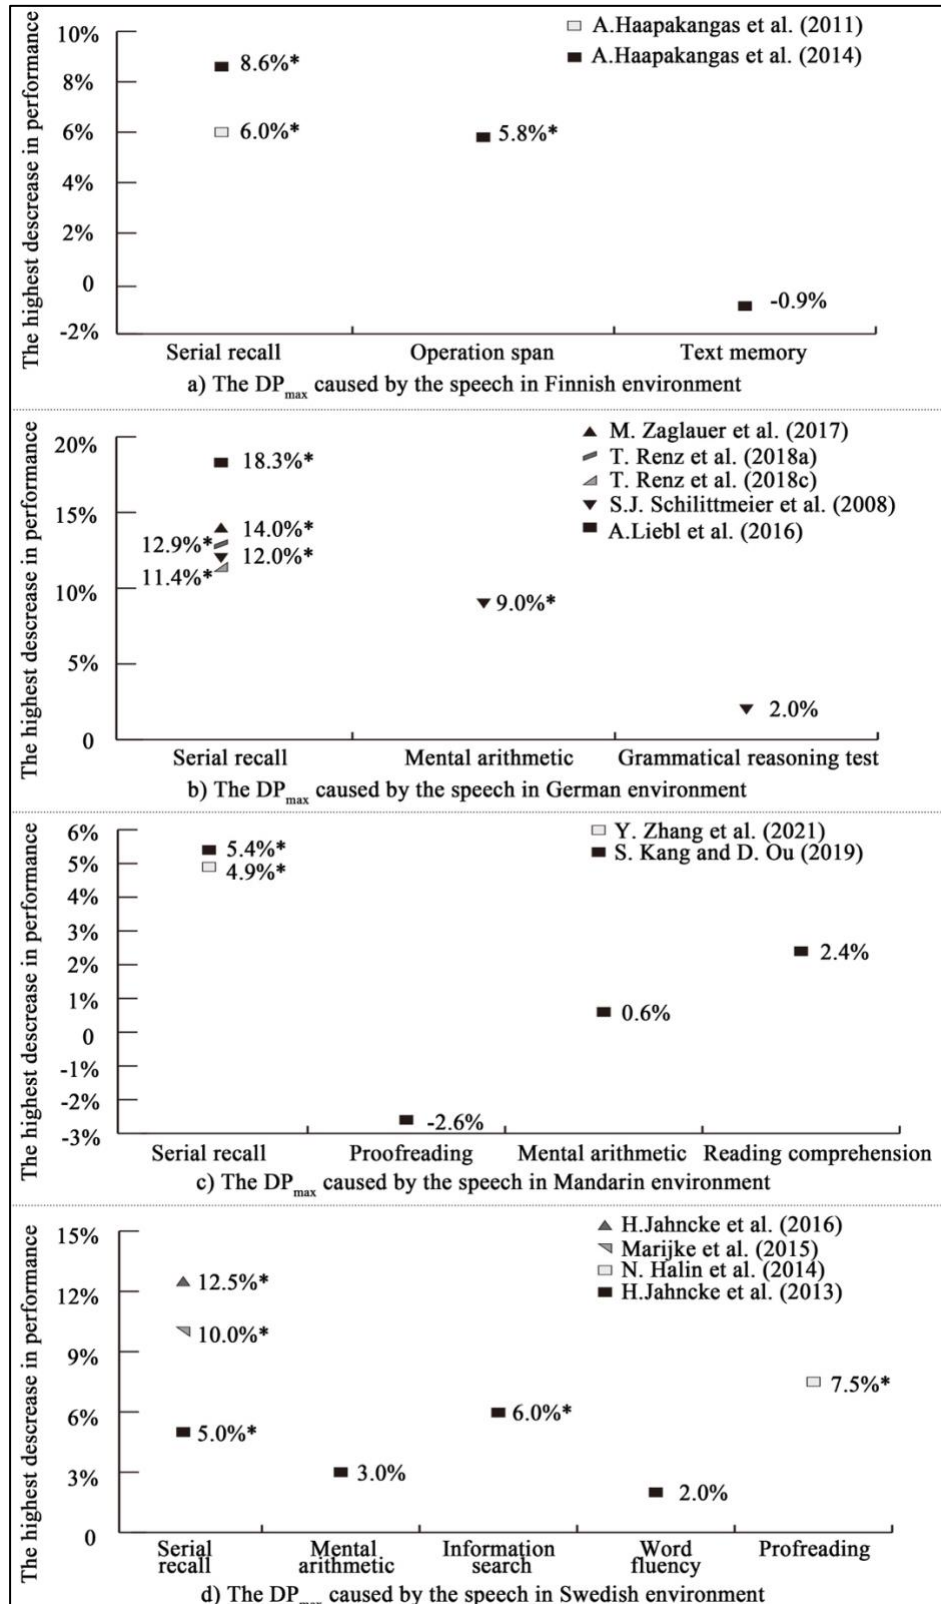 The highest descrease in performance
10%
8%
6%
4%
2%
0
-2%
A.Haapakangas et al. (2011)
A.Haapakangas et al. (2014)
8.6%*
6.0%*
5.8%*
-0.9%
Serial recall Operation span Text memory
a) The DPmax caused by the speech in Finnish environment
The highest descrease in performance
20%
15%
10%
5%
0
M. Zaglauer et al. (2017)
T. Renz et al. (2018a)
T. Renz et al. (2018c)
S.J. Schilittmeier et al. (2008)
A.Liebl et al. (2016)
18.3%*
14.0%*
12.9%*
12.0%*
11.4%*
9.0%*
2.0%
Serial recall Mental arithmetic Grammatical reasoning test
b) The DPmax caused by the speech in German environment
The highest descrease in performance
6%
5%
4%
3%
2%
1%
0
-1%
-2%
-3%
Y. Zhang et al. (2021)
S. Kang and D. Ou (2019)
5.4%*
4.9%*
2.4%
0.6%
-2.6%
Serial recall Proofreading Mental arithmetic Reading comprehension
c) The DPmax caused by the speech in Mandarin environment
The highest descrease in performance
15%
12%
9%
6%
3%
0
H.Jahncke et al. (2016)
Marijke et al. (2015)
N. Halin et al. (2014)
H.Jahncke et al. (2013)
12.5%*
10.0%*
5.0%*
3.0%
6.0%*
2.0%
7.5%*
Serial recall
Mental arithmetic
Information search
Word fluency
Profreading
d) The DPmax caused by the speech in Swedish environment